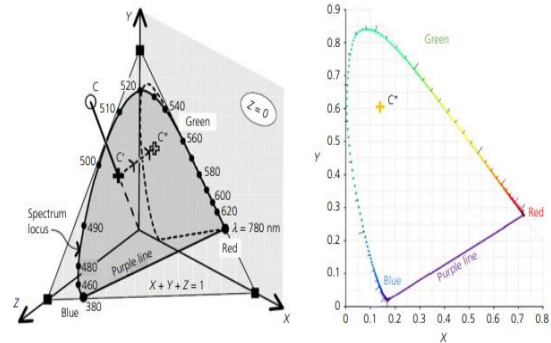 Y
C
520
510
540
Z=0
Green
C'
C"
560
500
580
600
620
λ = 780 nm
Red
Spectrum
locus
490
480
460
380
Blue
Purple line
X + Y + Z = 1
Z
X
0.9
0.8
0.7
0.6
0.5
0.4
0.3
0.2
0.1
0
Y
Green
C"
Red
Blue
Purple line
0 0.1 0.2 0.3 0.4 0.5 0.6 0.7 0.8
X